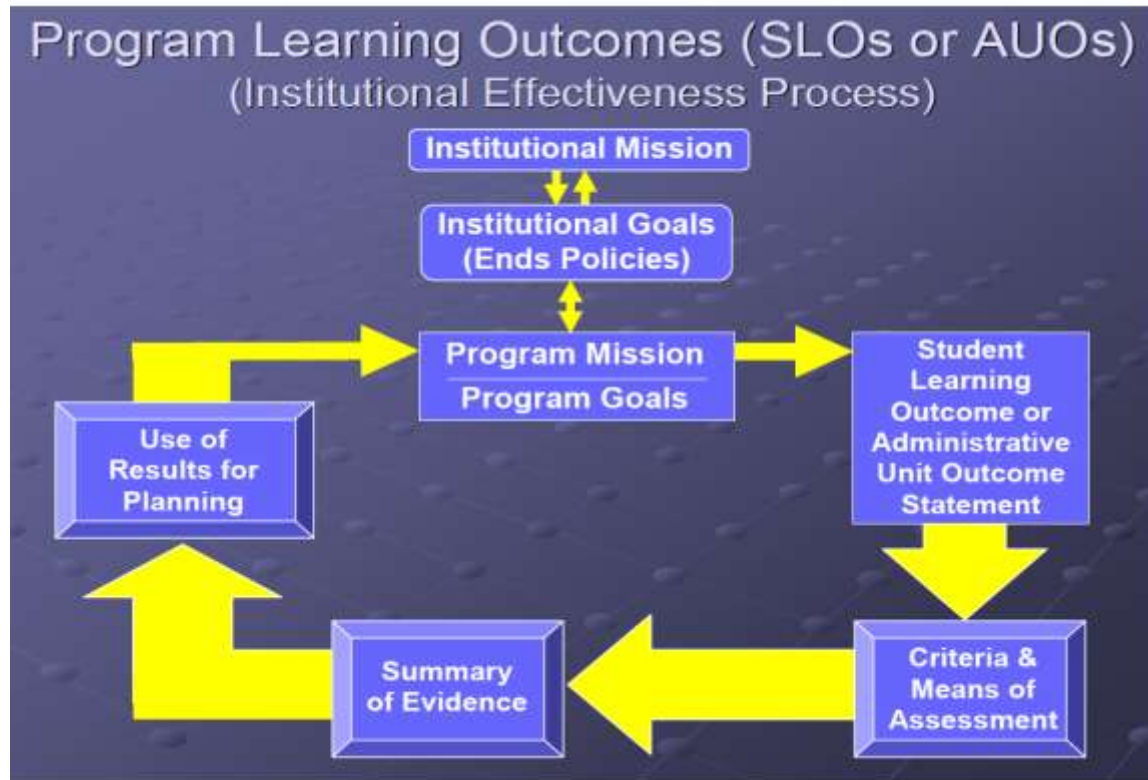 Program Learning Outcomes (SLOs or AUOs)
(Institutional Effectiveness Process)
Institutional Mission
Institutional Goals
(Ends Policies)
Program Mission
Program Goals
Student
Learning
Outcome or
Administrative
Unit Outcome
Statement
Use of
Results for
Planning
Summary
of Evidence
Criteria &
Means of
Assessment